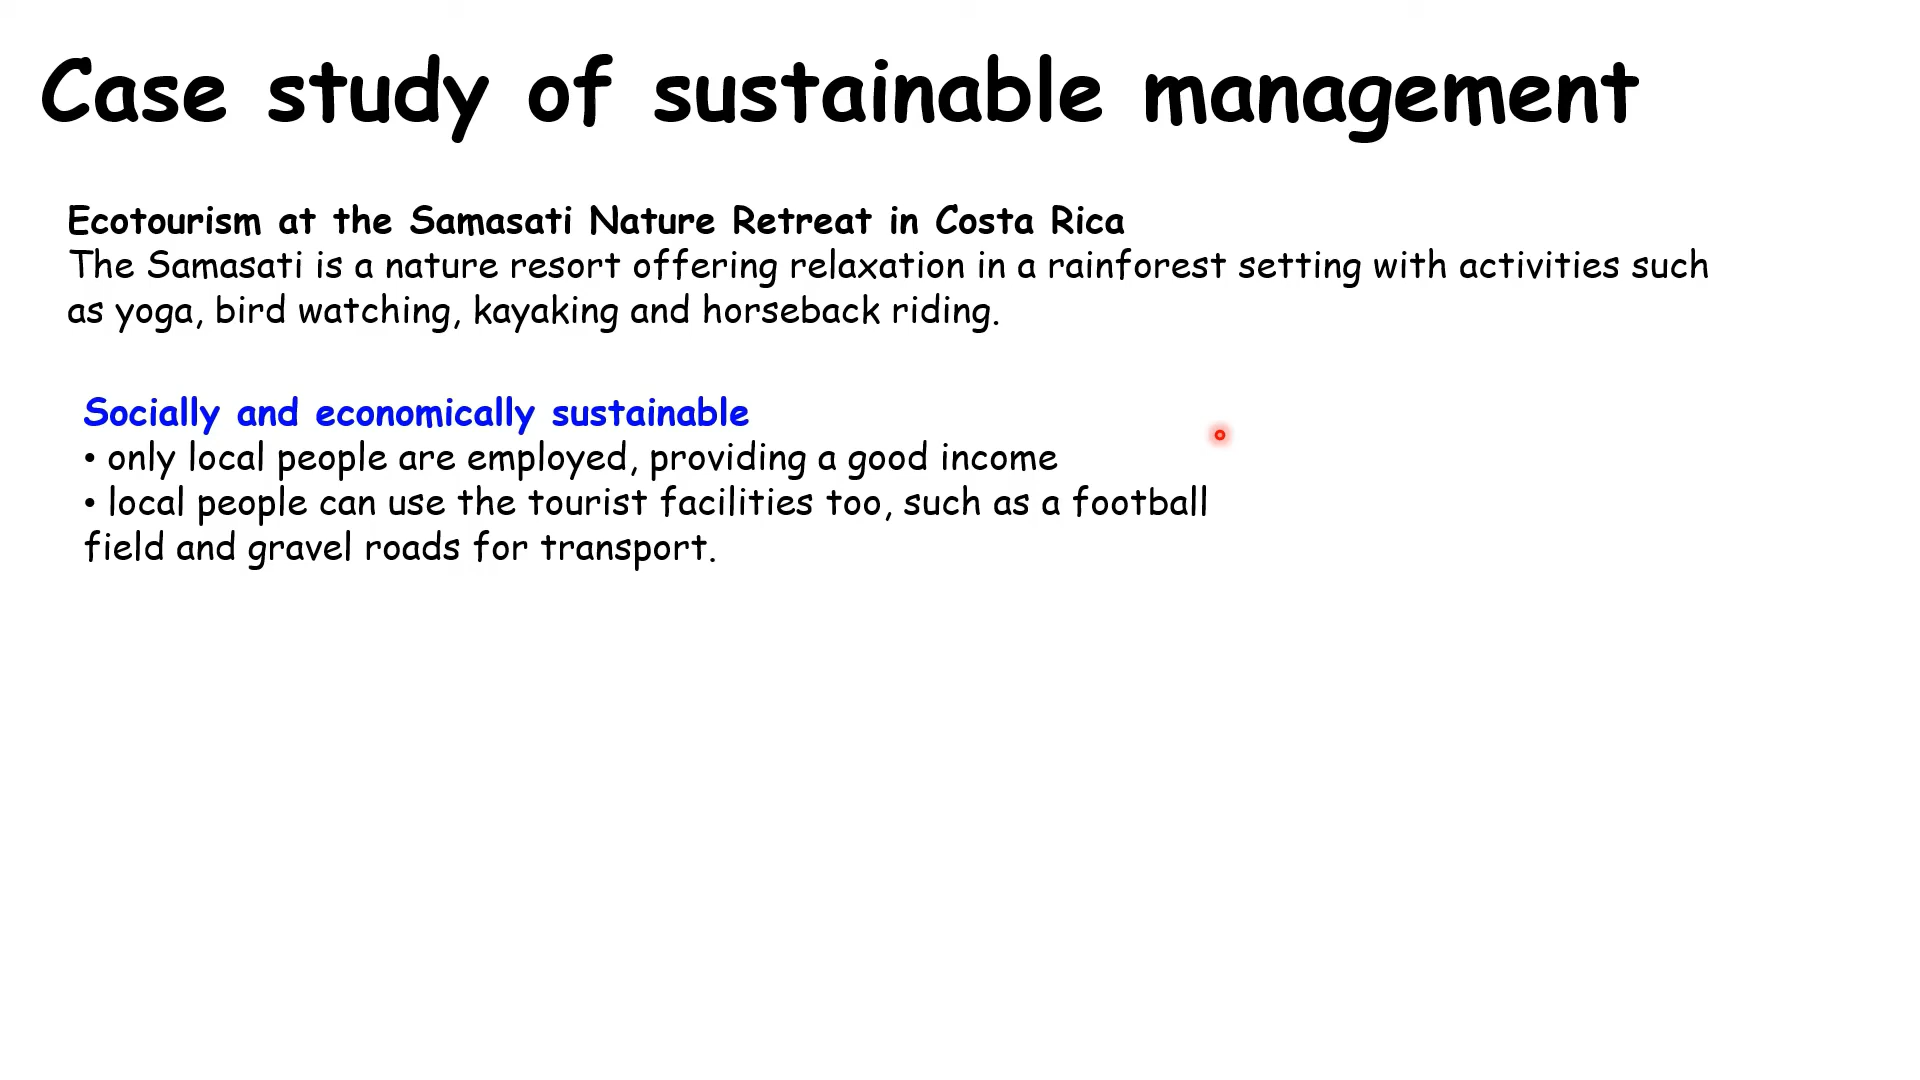 Case study of sustainable management
Ecotourism at the Samasati Nature Retreat in Costa Rica
The Samasati is a nature resort offering relaxation in a rainforest setting with activities such
as yoga, bird watching, kayaking and horseback riding.
Socially and economically sustainable
• only local people are employed, providing a good income
• local people can use the tourist facilities too, such as a football
field and gravel roads for transport.